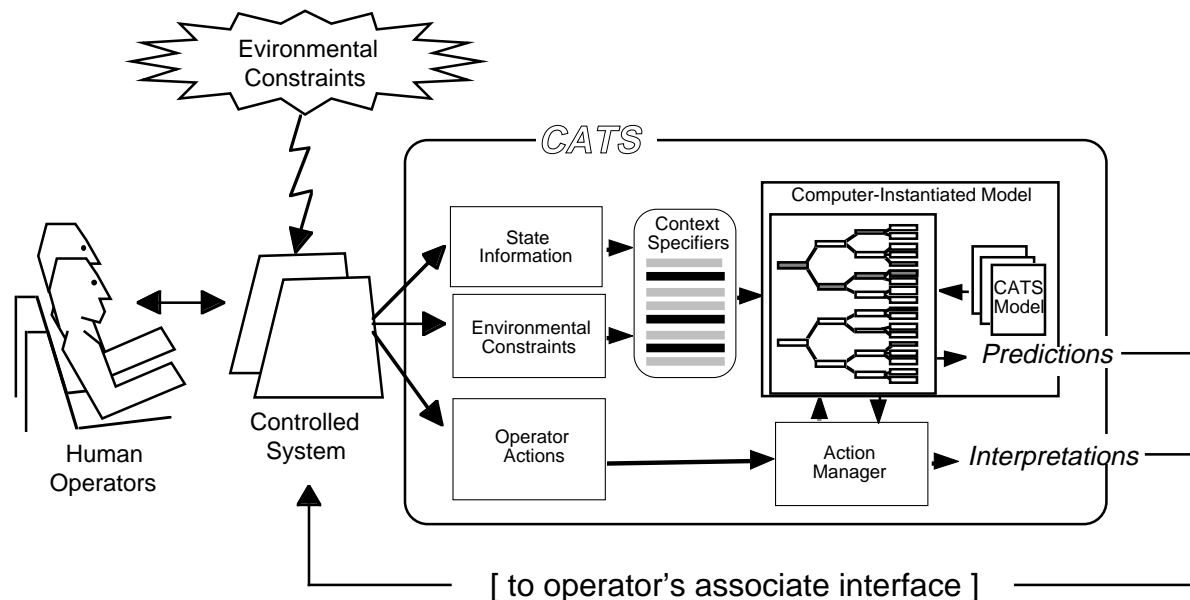 Evironmental
Constraints
CATS
Computer-Instantiated Model
State
Information
Context
Specifiers
CATS
Model
Environmental
Constraints
Predictions
Controlled
System
Operator
Actions
Action
Manager
Interpretations
Human
Operators
[ to operator's associate interface ]